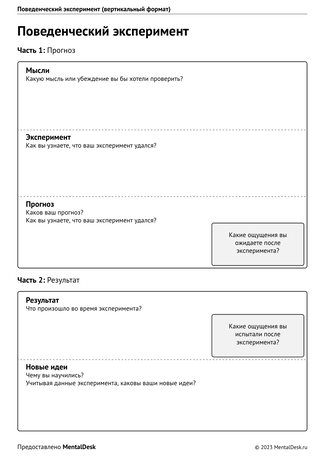 Поведенческий эксперимент (вертикальный формат)
Поведенческий эксперимент
Часть 1: Прогноз
Мысли
Какую мысль или убеждение вы бы хотели проверить?
Эксперимент
Как вы узнаете, что ваш эксперимент удался?
Прогноз
Каков ваш прогноз?
Как вы узнаете, что ваш эксперимент удался?
Какие ощущения вы
ожидаете после
эксперимента?
Часть 2: Результат
Результат
Что произошло во время эксперимента?
Какие ощущения вы
испытали после
эксперимента?
Новые идеи
Чему вы научились?
Учитывая данные эксперимента, каковы ваши новые идеи?
Предоставлено MentalDesk
© 2023 MentalDesk.ru